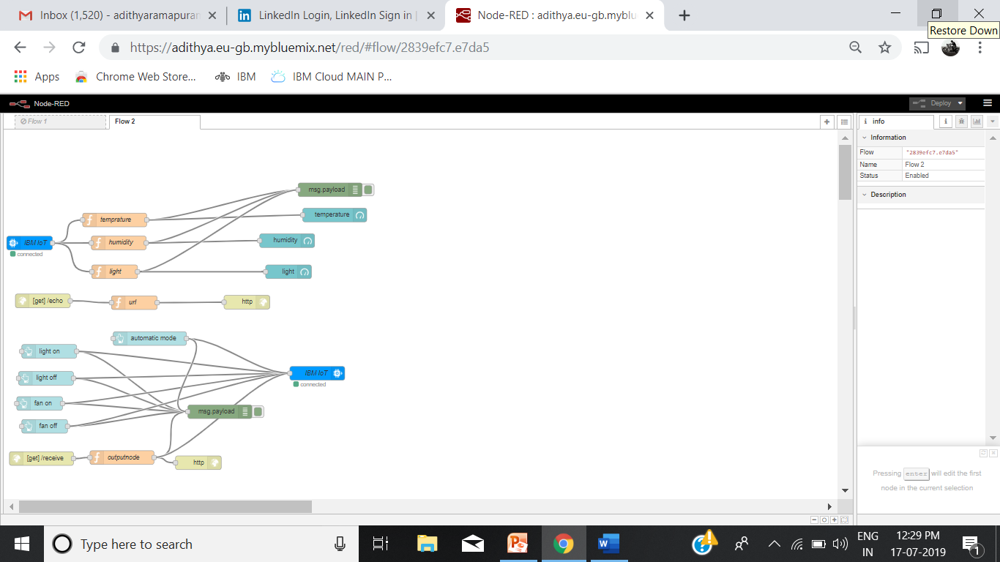 Inbox (1,520) - adithyaramapuran
LinkedIn Login, LinkedIn Sign in |
Node-RED : adithya.eu-gb.myblu
Restore Down
https://adithya.eu-gb.mybluemix.net/red/#flow/2839efc7.e7da5
Apps
Chrome Web Store...
IBM
IBM Cloud MAIN P...
Node-RED
Deploy
Flow 1
Flow 2
i info
i
Information
Flow "2839efc7.e7da5"
Name Flow 2
Status Enabled
Description
msg.payload
temprature
temperature
IBM IoT
connected
humidity
humidity
light
light
[get] /echo
url
http
automatic mode
light on
IBM IoT
connected
light off
fan on
msg.payload
fan off
[get] /receive
outputnode
http
Pressing enter will edit the first
node in the current selection
Type here to search
ENG
IN
12:29 PM
17-07-2019
1